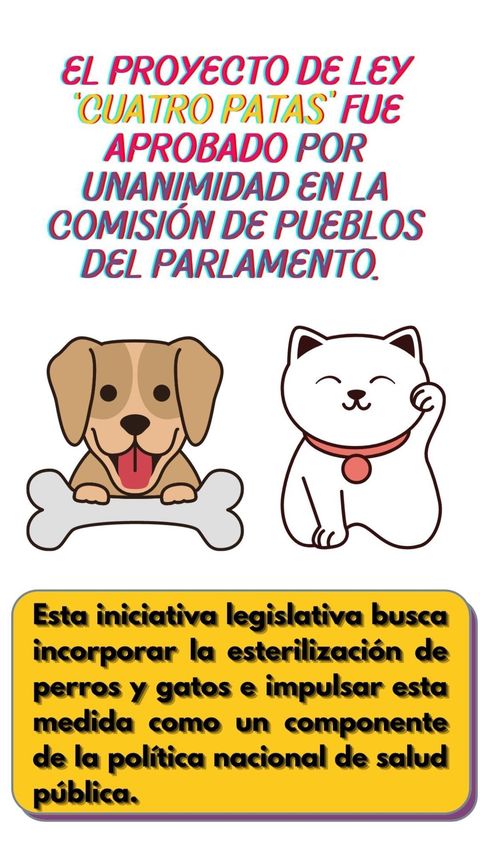 EL PROYECTO DE LEY
"CUATRO PATAS" FUE
APROBADO POR
UNANIMIDAD EN LA
COMISIÓN DE PUEBLOS
DEL PARLAMENTO.
Esta iniciativa legislativa busca
incorporar la esterilización de
perros y gatos e impulsar esta
medida como un componente
de la política nacional de salud
pública.